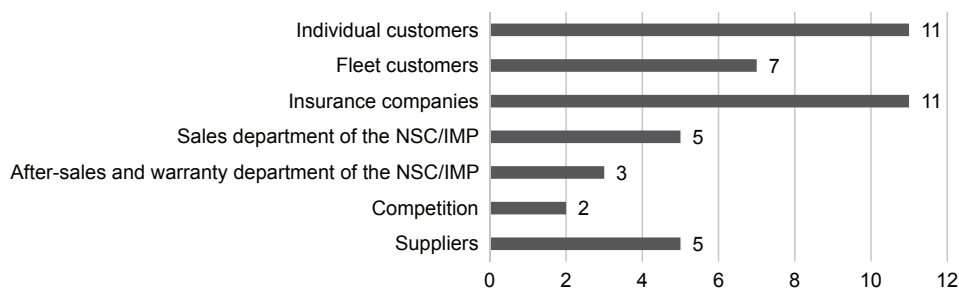 Individual customers 11
Fleet customers 7
Insurance companies 11
Sales department of the NSC/IMP 5
After-sales and warranty department of the NSC/IMP 3
Competition 2
Suppliers 5
0 2 4 6 8 10 12